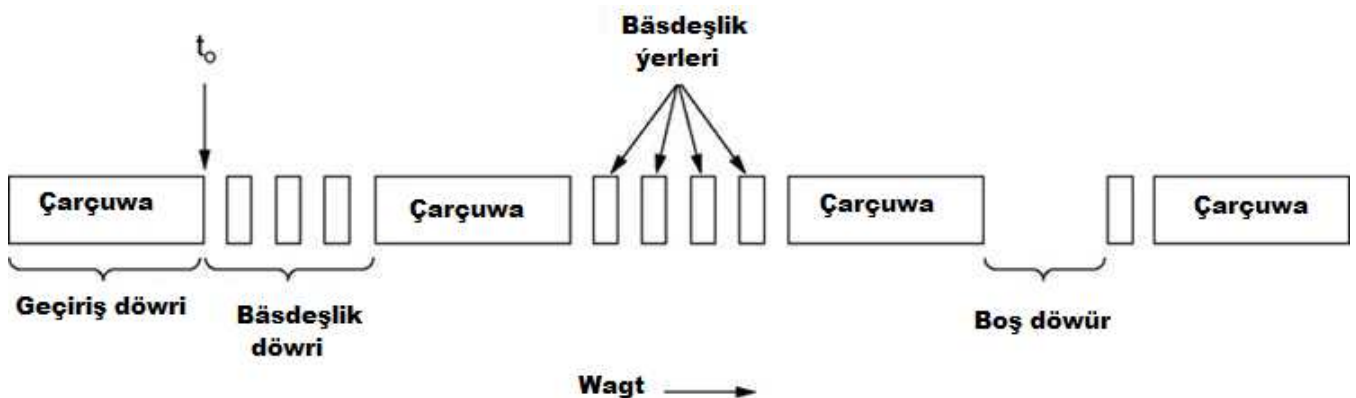 Bäsdeşlik
ýerleri
t₀
Çarçuwa
Çarçuwa
Çarçuwa
Çarçuwa
Geçiriş döwri
Bäsdeşlik
döwri
Boş döwür
Wagt